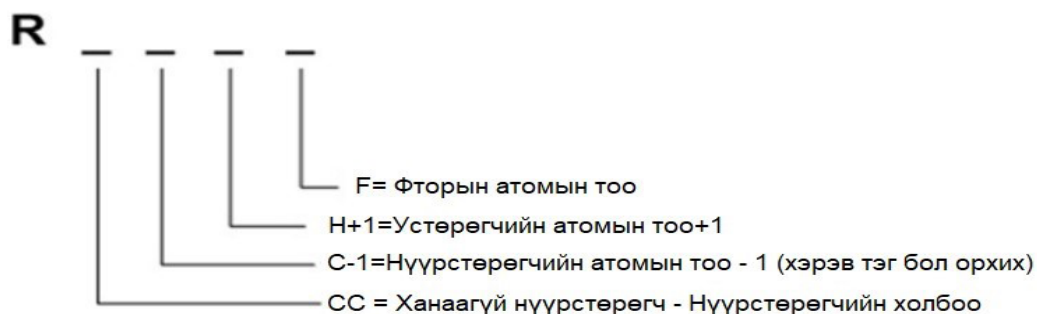 R _ _ _ _
F= Фторын атомын тоо
H+1=Устөрөгчийн атомын тоо+1
C-1=Нүүрстөрөгчийн атомын тоо - 1 (хэрэв тэг бол орхих)
CC = Ханаагүй нүүрстөрөгч - Нүүрстөрөгчийн холбоо